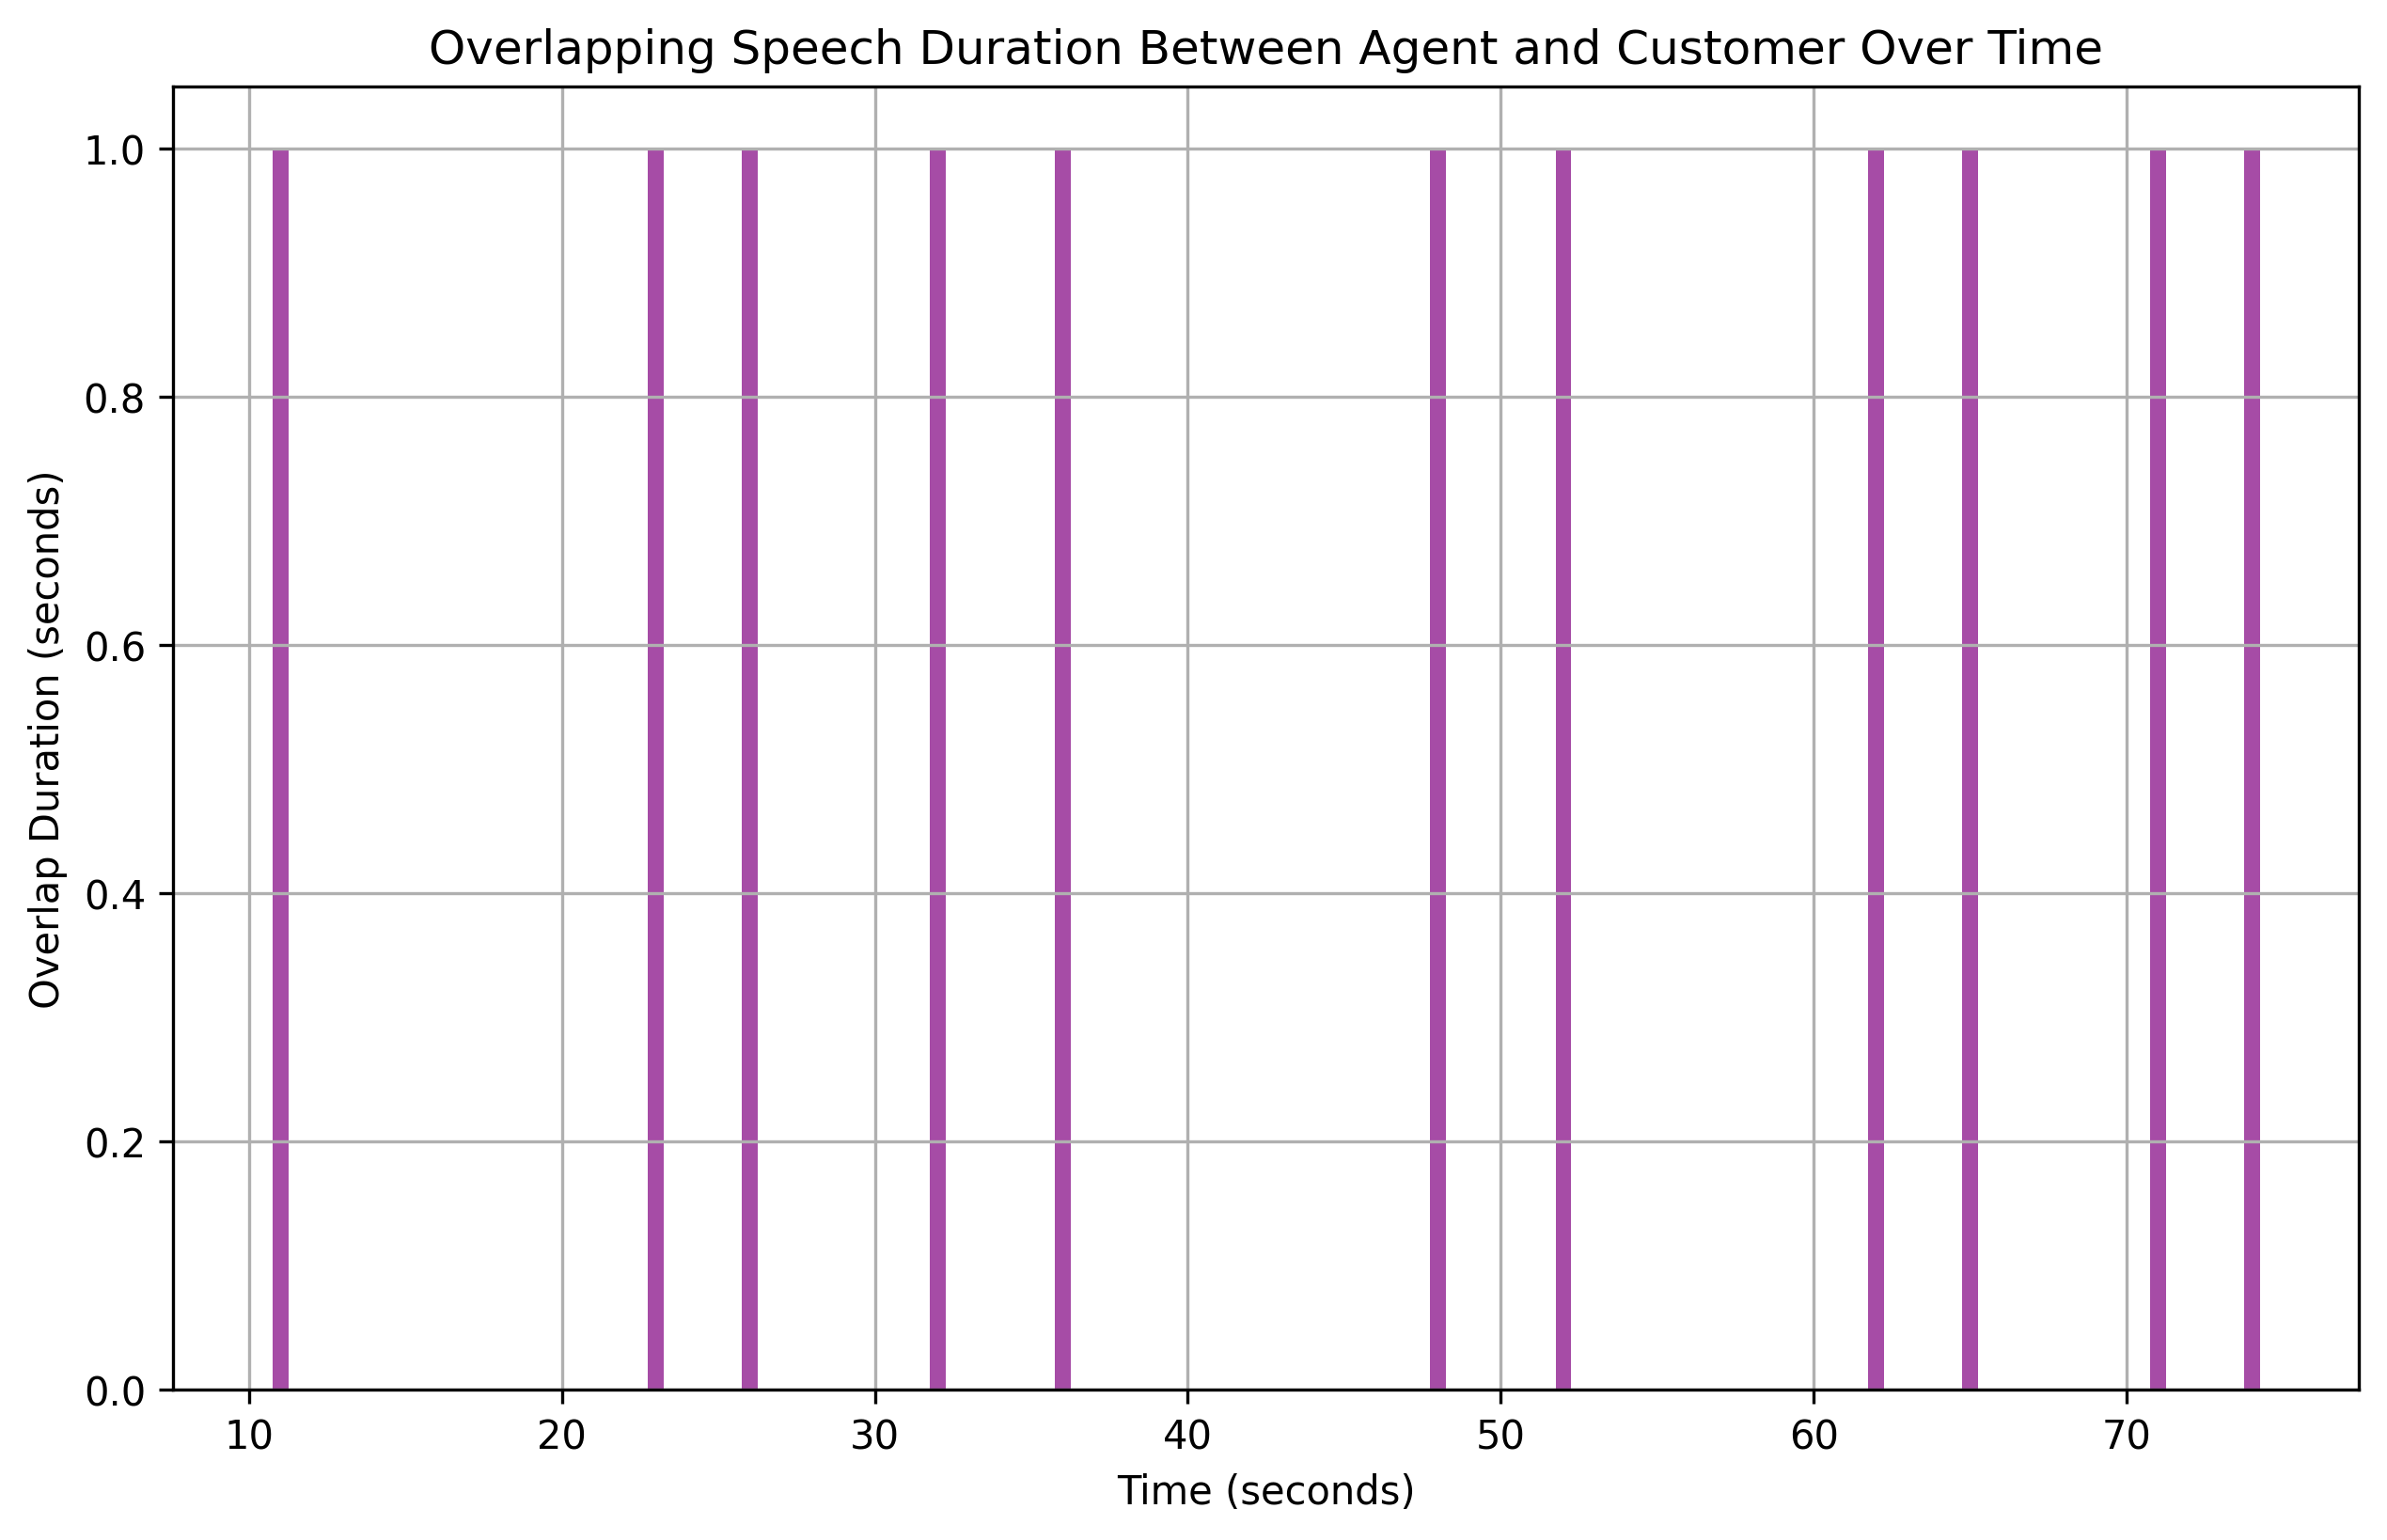 Overlapping Speech Duration Between Agent and Customer Over Time
Overlap Duration (seconds)
1.0
0.8
0.6
0.4
0.2
0.0
10 20 30 40 50 60 70
Time (seconds)